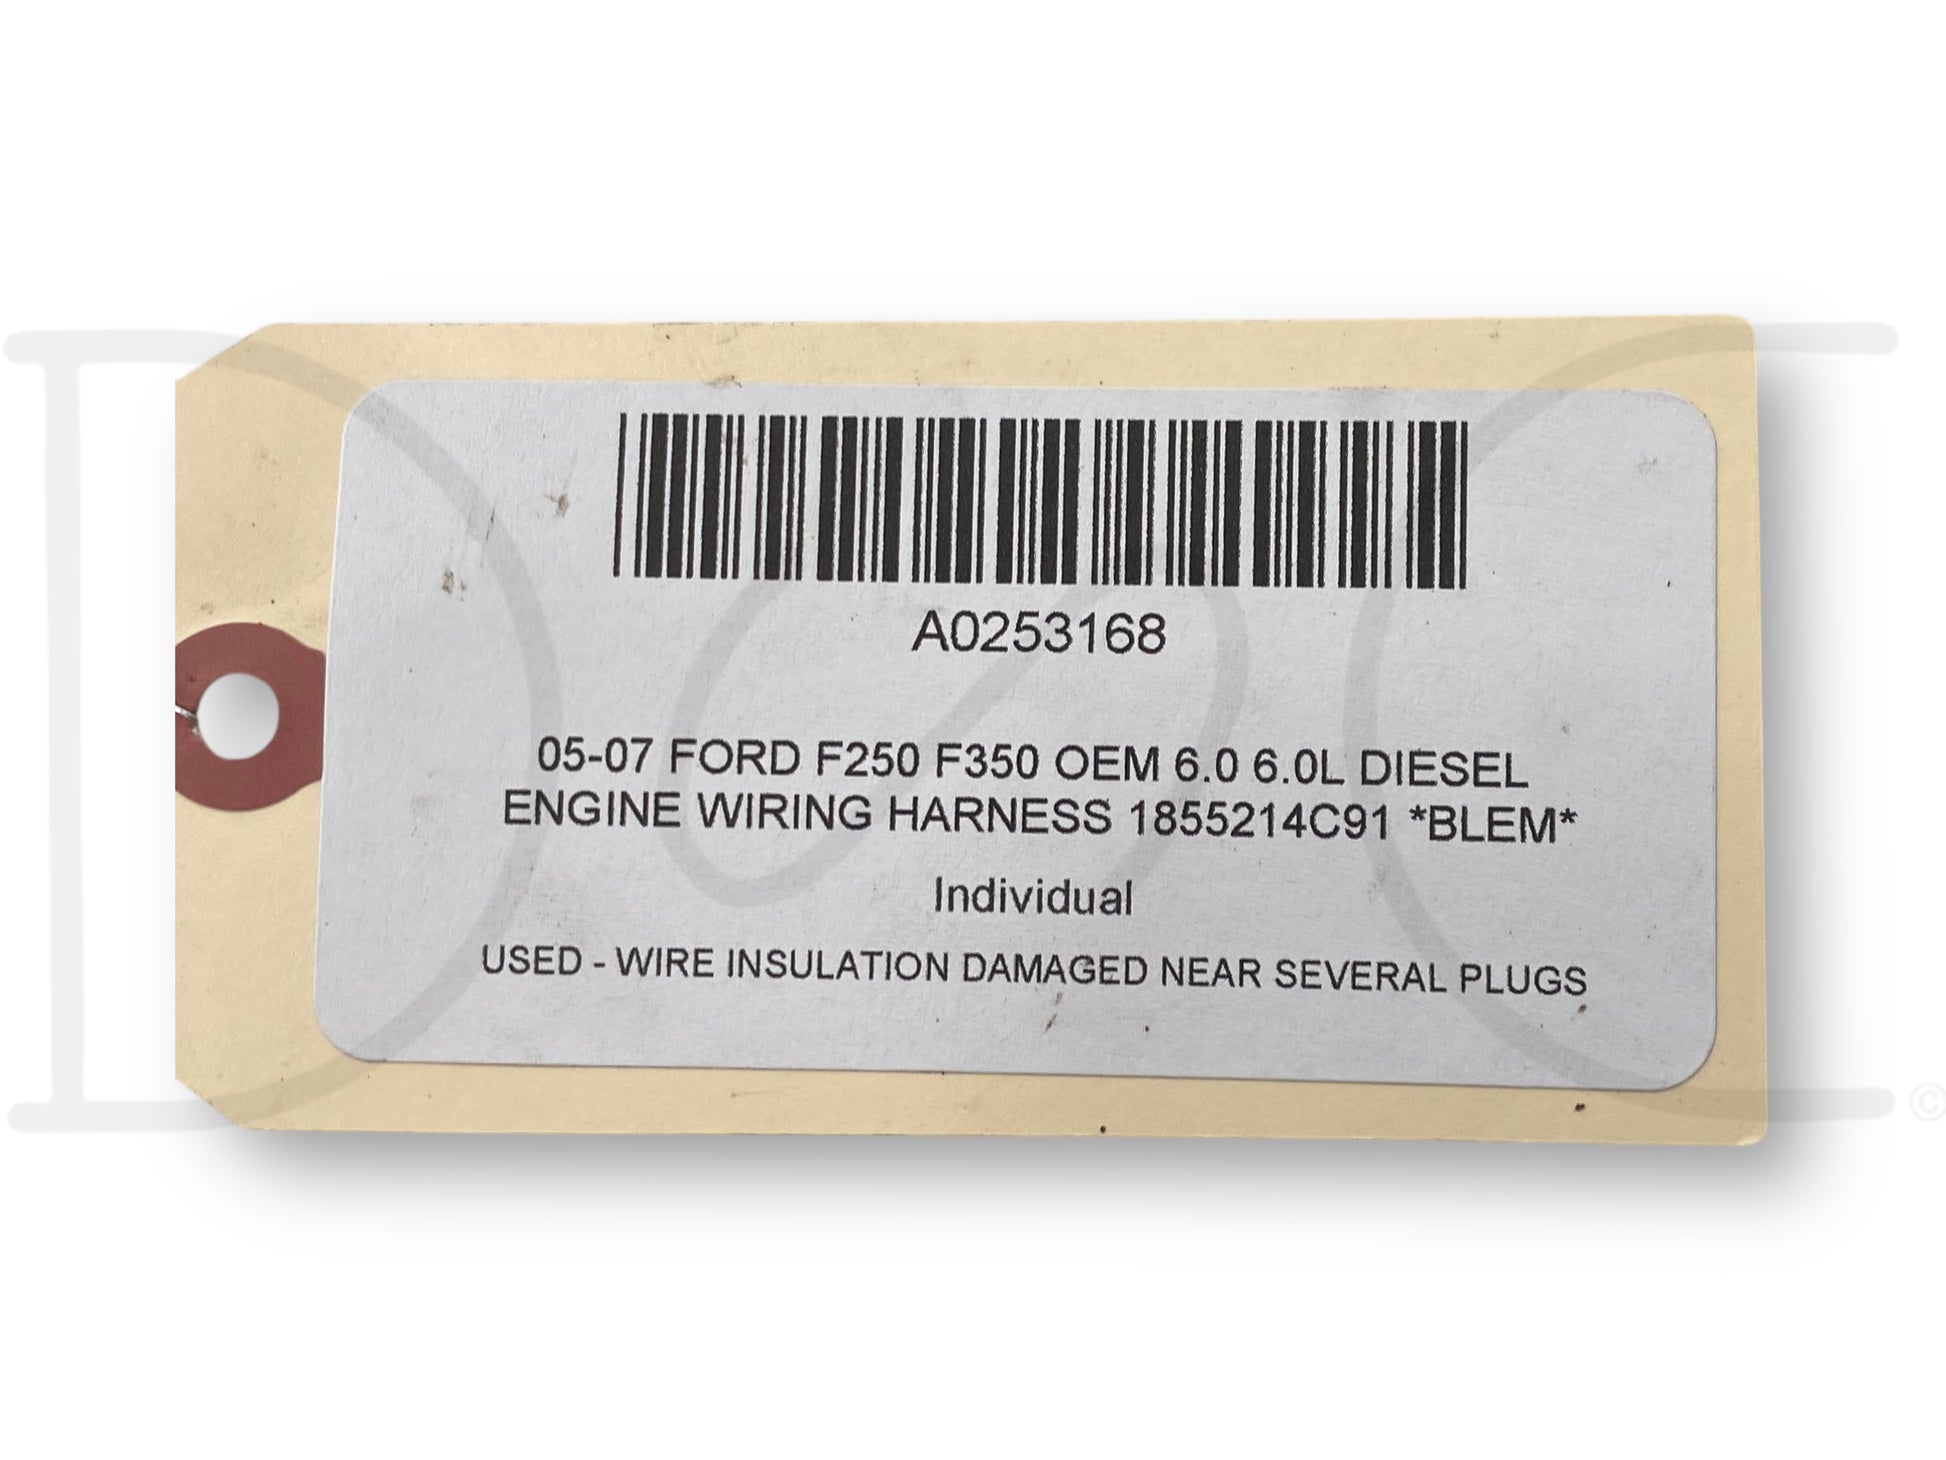 A0253168
05-07 FORD F250 F350 OEM 6.0 6.0L DIESEL
ENGINE WIRING HARNESS 1855214C91 *BLEM*
Individual
USED - WIRE INSULATION DAMAGED NEAR SEVERAL PLUGS
©